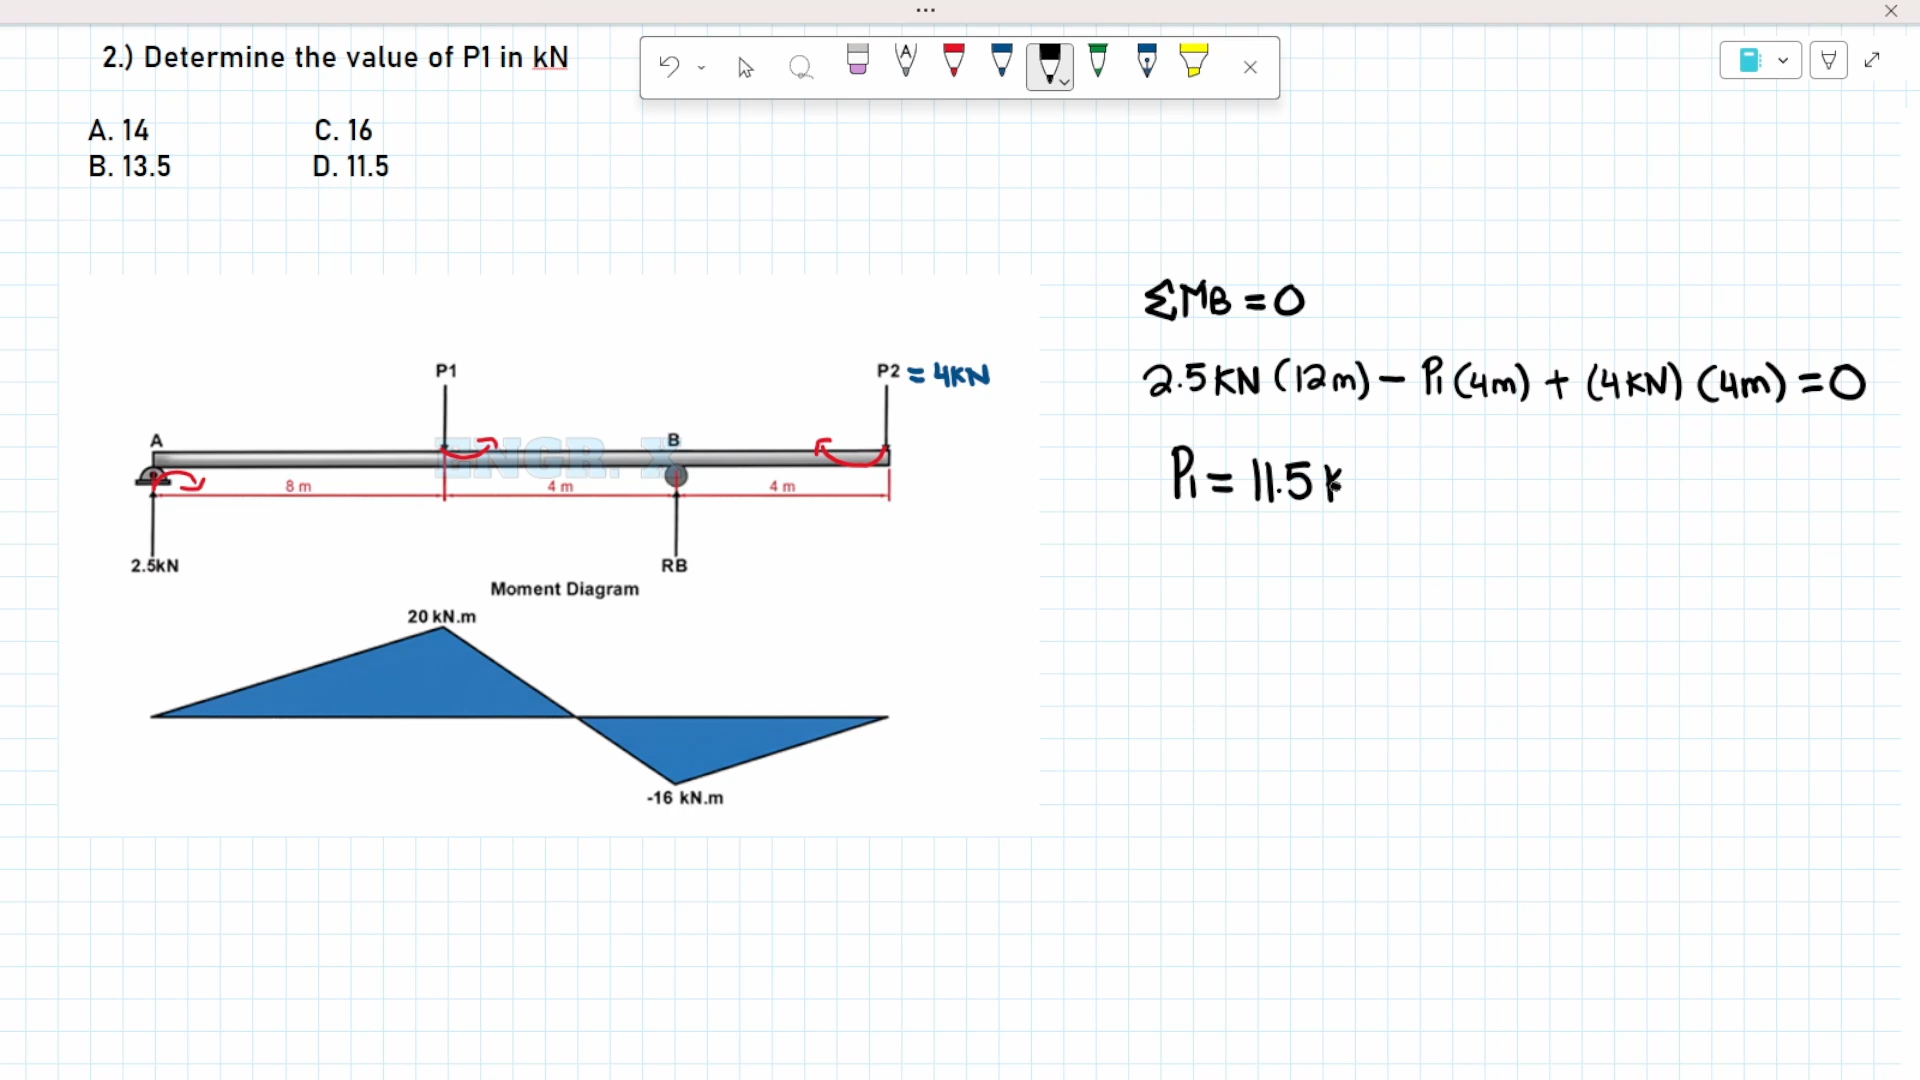 2.) Determine the value of P1 in kN
A. 14 C. 16
B. 13.5 D. 11.5
ΣMB = 0
2.5KN (12m) - P1 (4m) + (4KN) (4m) = 0
P1 = 11.5 K
P1 P2 = 4KN
A B
ENGR. X
8 m 4 m 4 m
2.5kN RB
Moment Diagram
20 kN.m
-16 kN.m